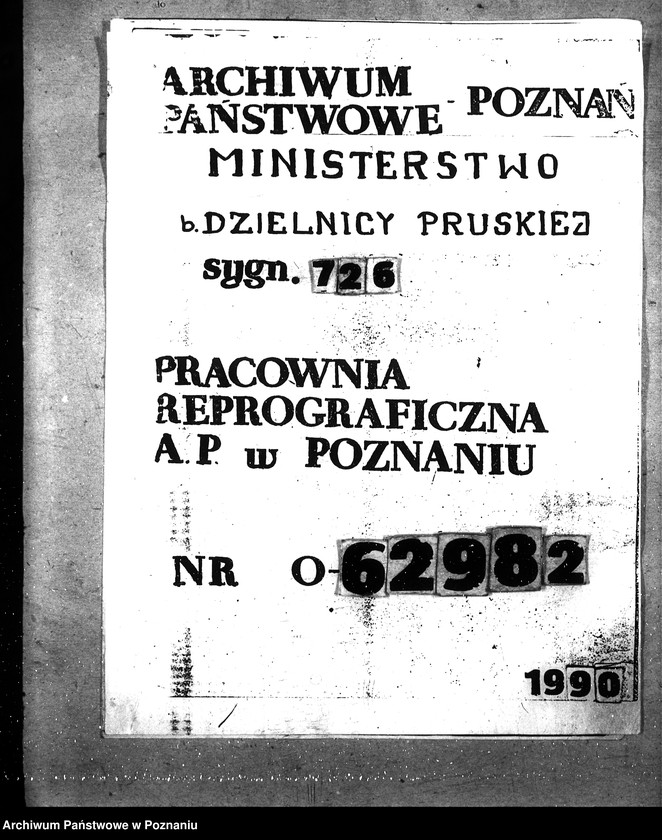 ARCHIWUM
PAŃSTWOWE - POZNAŃ
MINISTERSTWO
b. DZIELNICY PRUSKIEJ
sygn. 726
PRACOWNIA
REPROGRAFICZNA
A.P. w POZNANIU
NR O-62982
1990
Archiwum Państwowe w Poznaniu